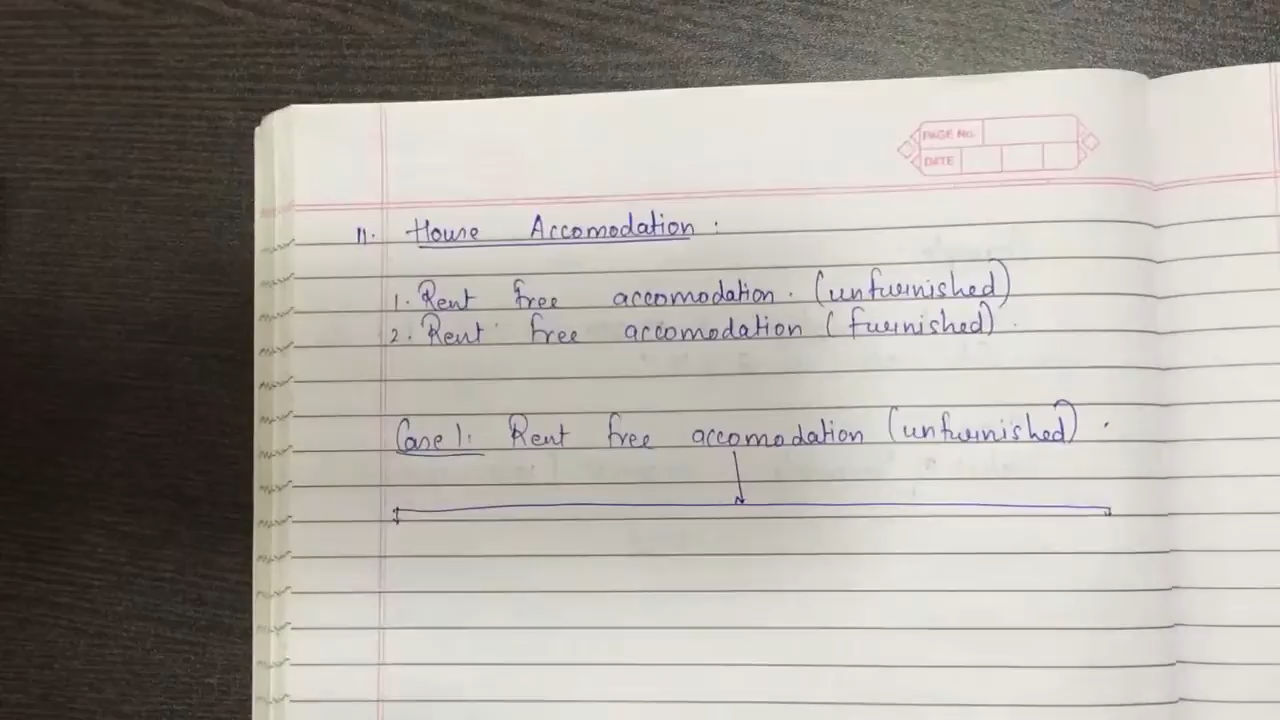 PAGE No.
DATE
11. House Accomodation :
1. Rent free accomodation. (unfurnished)
2. Rent free accomodation (furnished).
Case 1: Rent free accomodation (unfurnished).